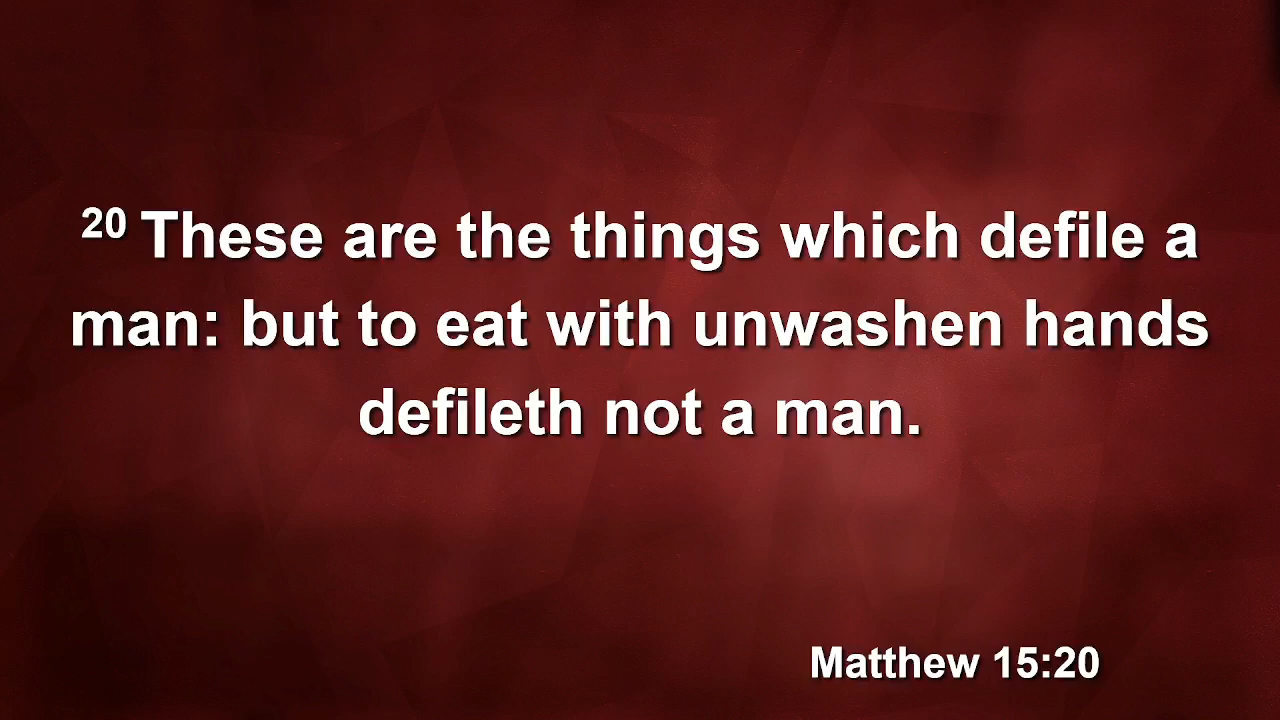 20 These are the things which defile a
man: but to eat with unwashen hands
defileth not a man.
Matthew 15:20